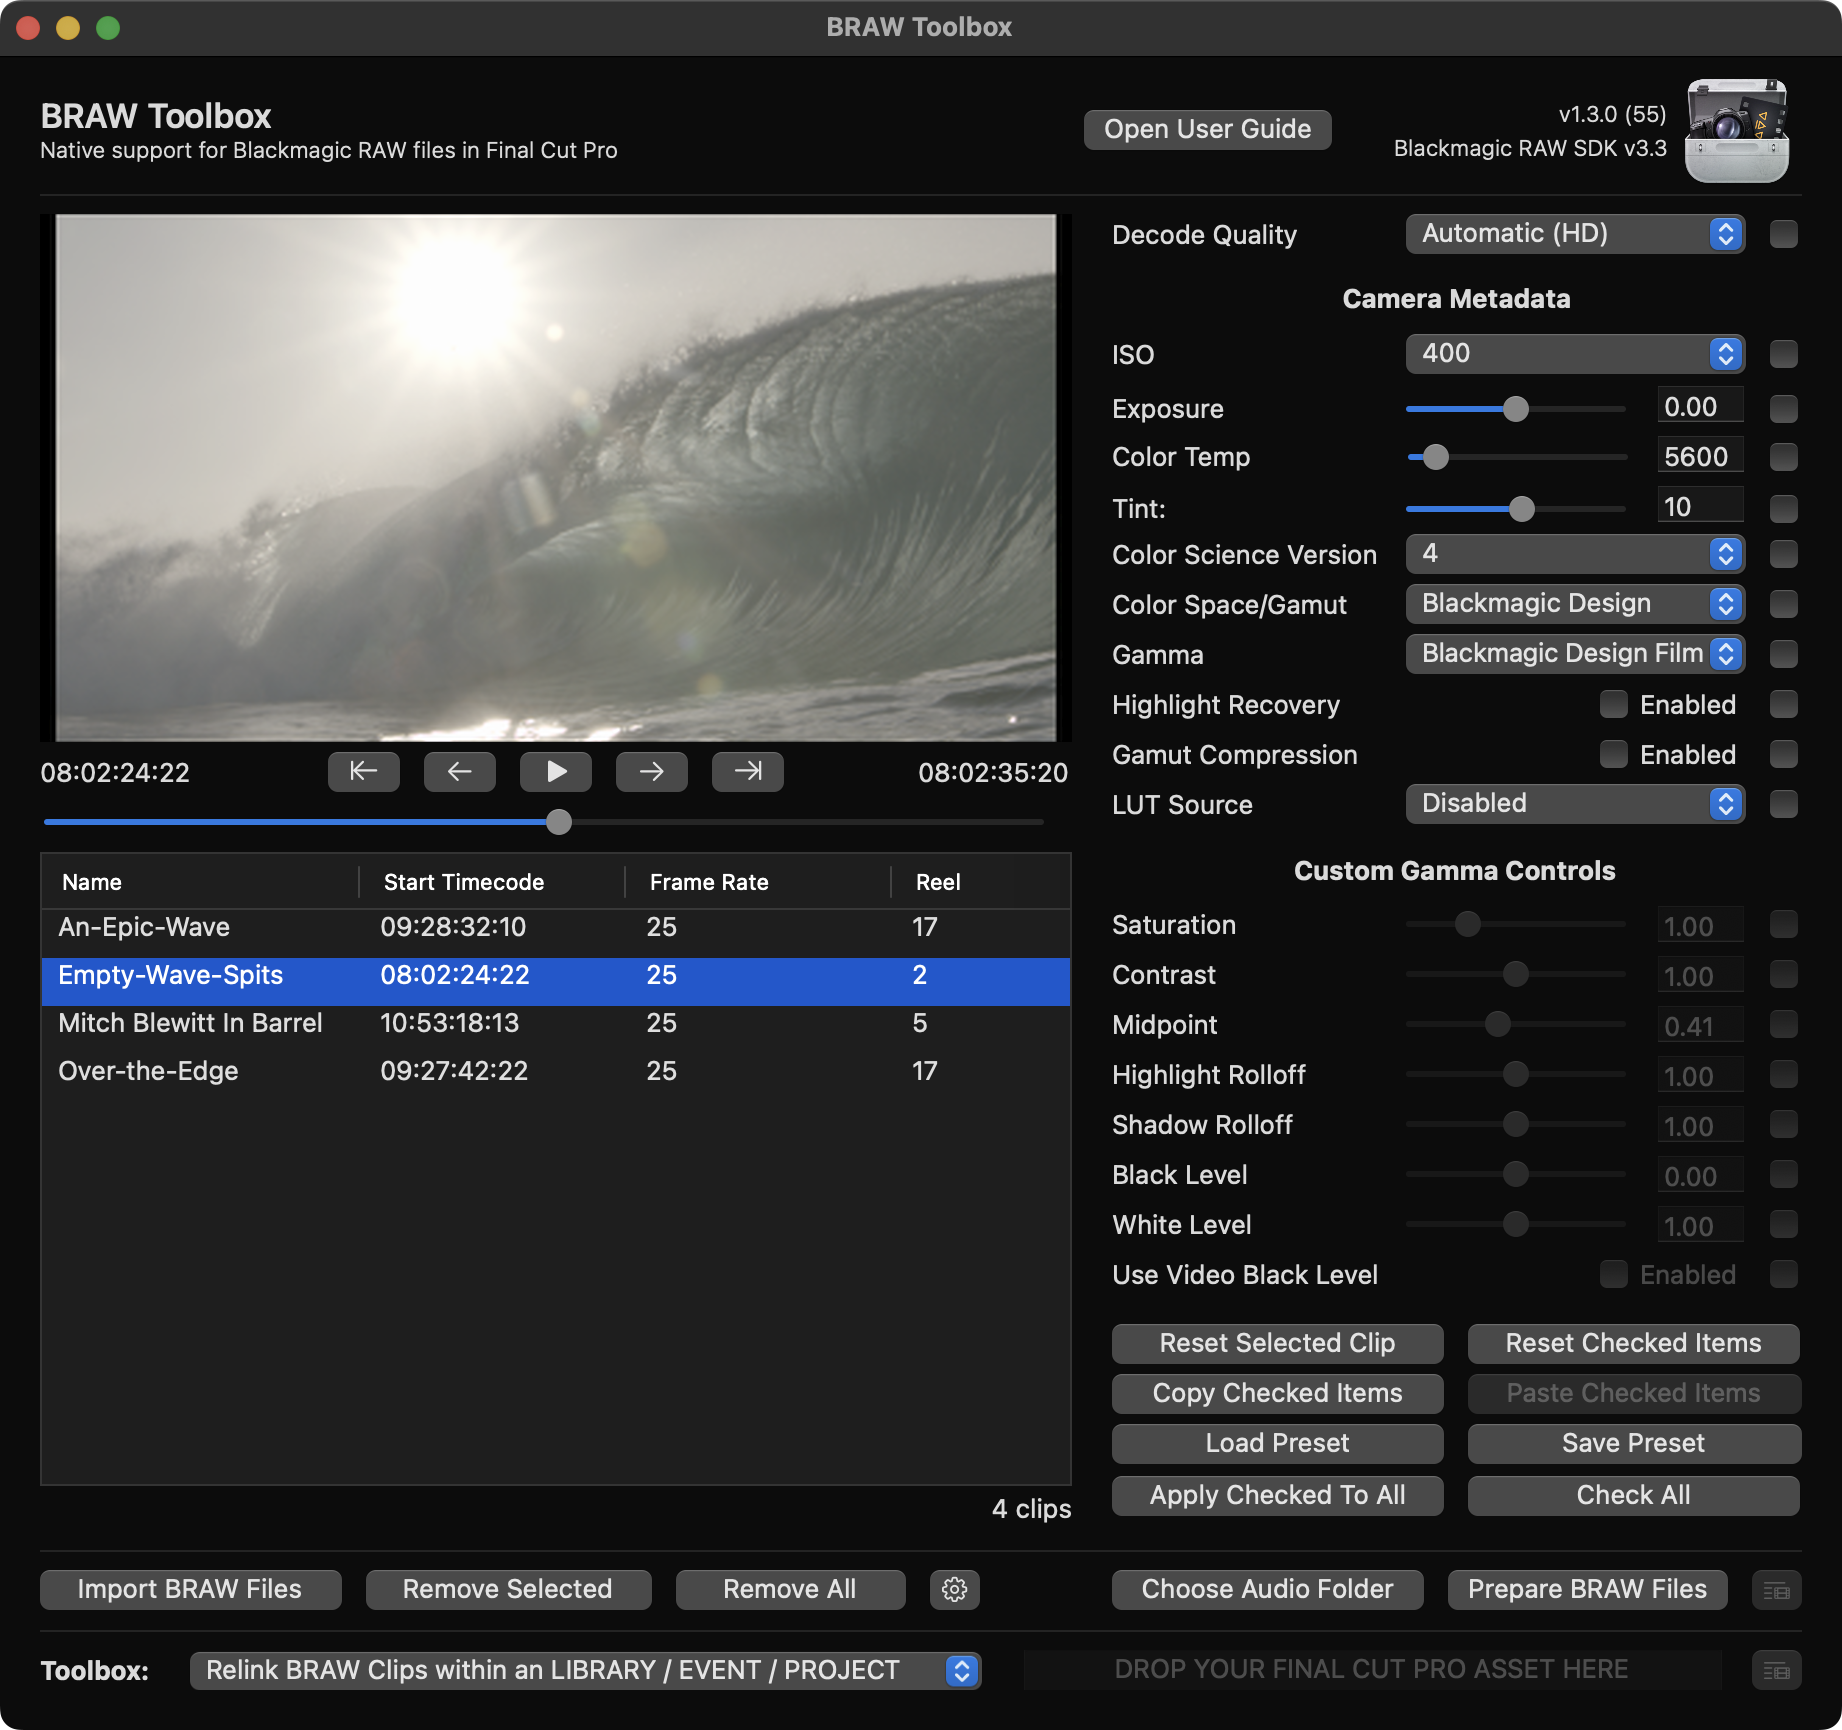 BRAW Toolbox
BRAW Toolbox
Native support for Blackmagic RAW files in Final Cut Pro
Open User Guide
v1.3.0 (55)
Blackmagic RAW SDK v3.3
Decode Quality Automatic (HD)
Camera Metadata
ISO 400
Exposure 0.00
Color Temp 5600
Tint: 10
Color Science Version 4
Color Space/Gamut Blackmagic Design
Gamma Blackmagic Design Film
Highlight Recovery Enabled
Gamut Compression Enabled
LUT Source Disabled
08:02:24:22 08:02:35:20
Name Start Timecode Frame Rate Reel
An-Epic-Wave 09:28:32:10 25 17
Empty-Wave-Spits 08:02:24:22 25 2
Mitch Blewitt In Barrel 10:53:18:13 25 5
Over-the-Edge 09:27:42:22 25 17
4 clips
Custom Gamma Controls
Saturation 1.00
Contrast 1.00
Midpoint 0.41
Highlight Rolloff 1.00
Shadow Rolloff 1.00
Black Level 0.00
White Level 1.00
Use Video Black Level Enabled
Reset Selected Clip Reset Checked Items
Copy Checked Items Paste Checked Items
Load Preset Save Preset
Apply Checked To All Check All
Import BRAW Files Remove Selected Remove All Choose Audio Folder Prepare BRAW Files
Toolbox: Relink BRAW Clips within an LIBRARY / EVENT / PROJECT DROP YOUR FINAL CUT PRO ASSET HERE